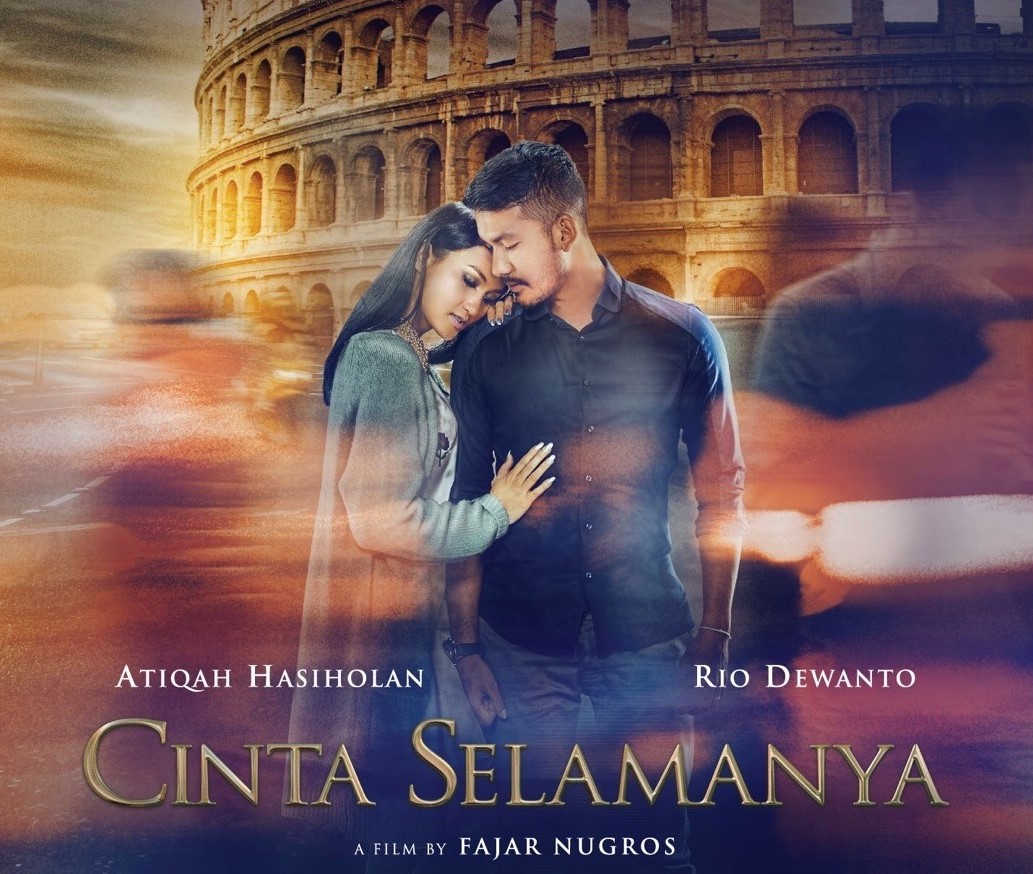 ATIQAH HASIHOLAN RIO DEWANTO
CINTA SELAMANYA
A FILM BY FAJAR NUGROS